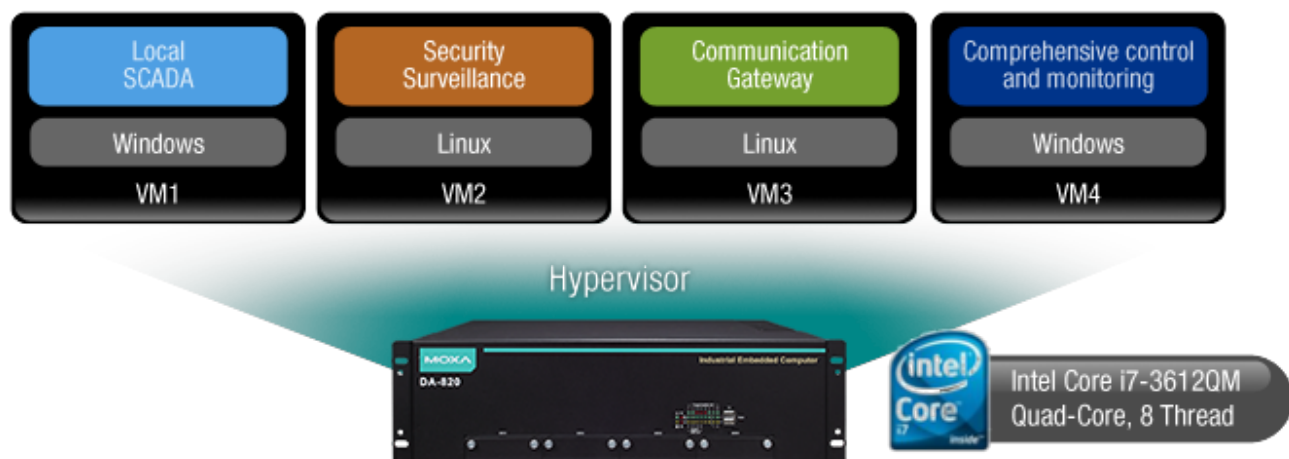 Local
SCADA
Windows
VM1
Security
Surveillance
Linux
VM2
Communication
Gateway
Linux
VM3
Comprehensive control
and monitoring
Windows
VM4
Hypervisor
MOXA
Industrial Embedded Computer
DA-820
intel
Core
i7
inside
Intel Core i7-3612QM
Quad-Core, 8 Thread